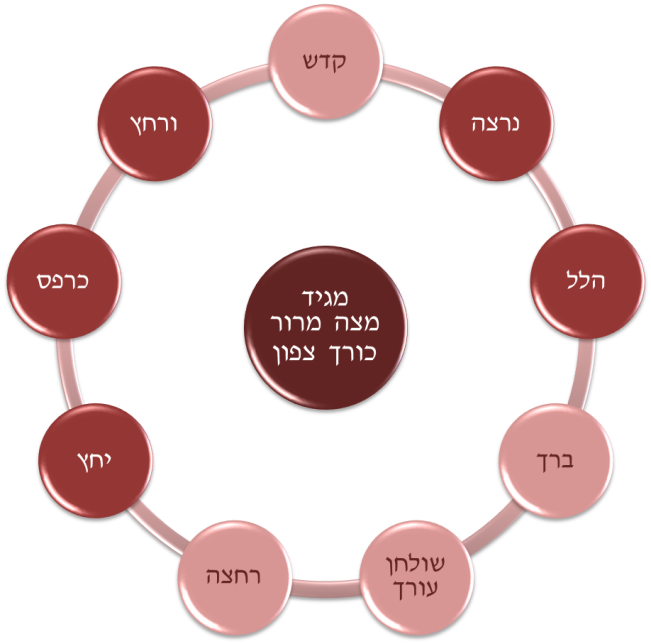 קדש
ורחץ
כרפס
יחץ
רחצה
שולחן
עורך
ברך
הלל
נרצה
מגיד
מצה מרור
כורך צפון